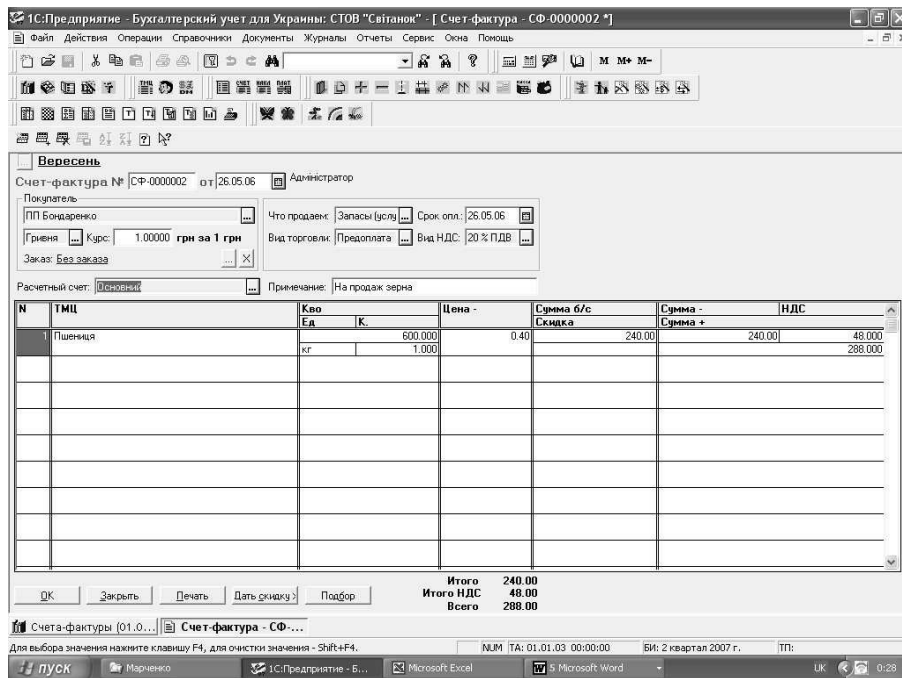 1С:Предприятие - Бухгалтерский учет для Украины: СТОВ "Світанок" - [ Счет-фактура - СФ-0000002 *]
Файл Действия Операции Справочники Документы Журналы Отчеты Сервис Окна Помощь
M M+ M-
Вересень
Счет-фактура № СФ-0000002 от 26.05.06 Адміністратор
Покупатель
ПП Бондаренко ... Что продаем: Запасы (услу ... Срок опл.: 26.05.06
Гривня ... Курс: 1.00000 грн за 1 грн Вид торговли: Предоплата ... Вид НДС: 20 % ПДВ ...
Заказ: Без заказа ... X
Расчетный счет: Основний ... Примечание: На продаж зерна
N ТМЦ Кво Цена - Сумма б/с Сумма - НДС
Ед К. Скидка Сумма +
1 Пшениця 600.000 0.40 240.00 240.00 48.000
кг 1.000 288.000
Итого 240.00
Итого НДС 48.00
Всего 288.00
ОК Закрыть Печать Дать скидку > Подбор
Счета-фактуры (01.0... Счет-фактура - СФ-...
Для выбора значения нажмите клавишу F4, для очистки значения - Shift+F4. NUM TA: 01.01.03 00:00:00 БИ: 2 квартал 2007 г. ТП:
пуск Марченко 1С:Предприятие - Б... Microsoft Excel 5 Microsoft Word UK 0:28